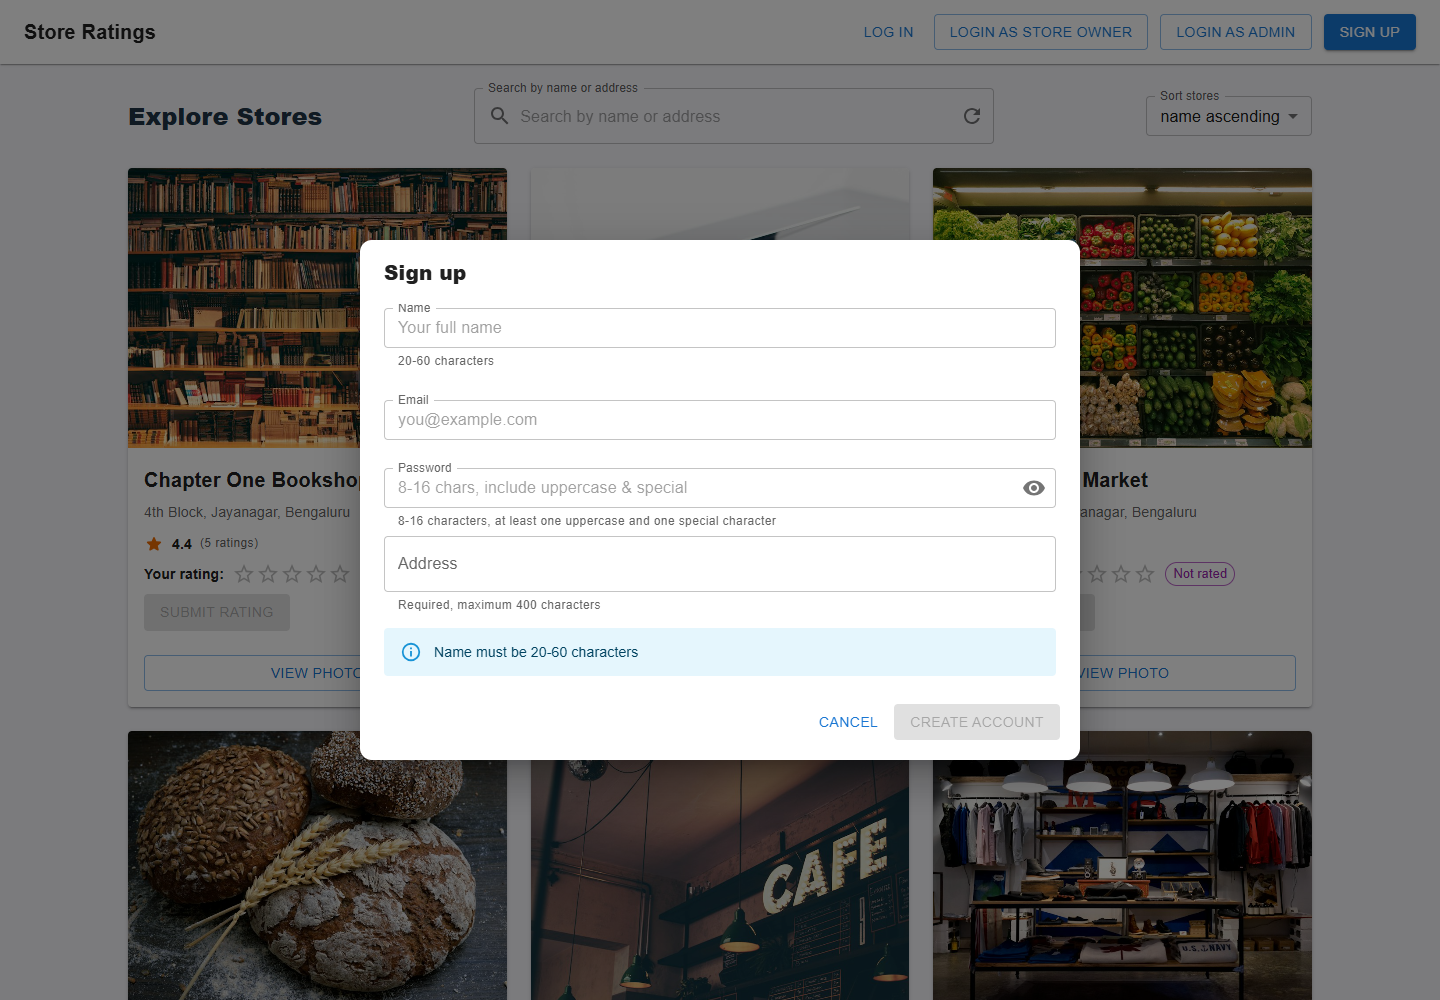 Store Ratings
LOG IN
LOGIN AS STORE OWNER
LOGIN AS ADMIN
SIGN UP
Explore Stores
Search by name or address
Search by name or address
Sort stores
name ascending
Sign up
Name
Your full name
20-60 characters
Email
you@example.com
Password
8-16 chars, include uppercase & special
8-16 characters, at least one uppercase and one special character
Address
Required, maximum 400 characters
Name must be 20-60 characters
CANCEL
CREATE ACCOUNT
Chapter One Bookshop
4th Block, Jayanagar, Bengaluru
4.4 (5 ratings)
Your rating:
SUBMIT RATING
VIEW PHOTO
Market
Bengaluru
Not rated
VIEW PHOTO
CAFE
U.S. NAVY